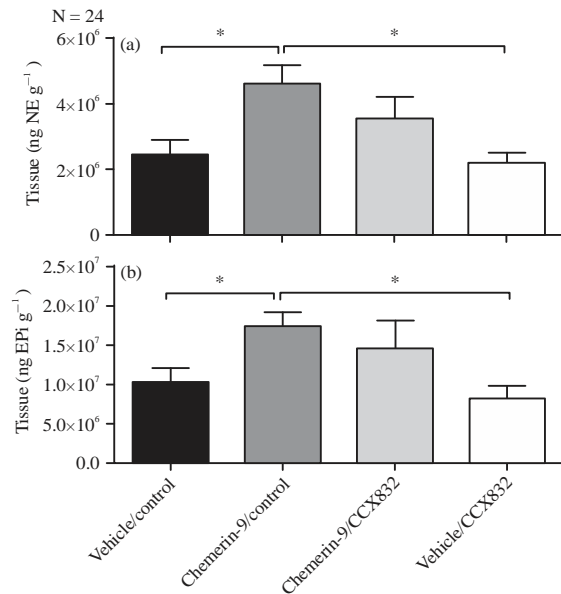 N = 24
(a)
*
*
6×10⁶
4×10⁶
2×10⁶
0
Tissue (ng NE g⁻¹)
(b)
*
*
2.5×10⁷
2.0×10⁷
1.5×10⁷
1.0×10⁷
5.0×10⁶
0.0
Tissue (ng EPi g⁻¹)
Vehicle/control
Chemerin-9/control
Chemerin-9/CCX832
Vehicle/CCX832